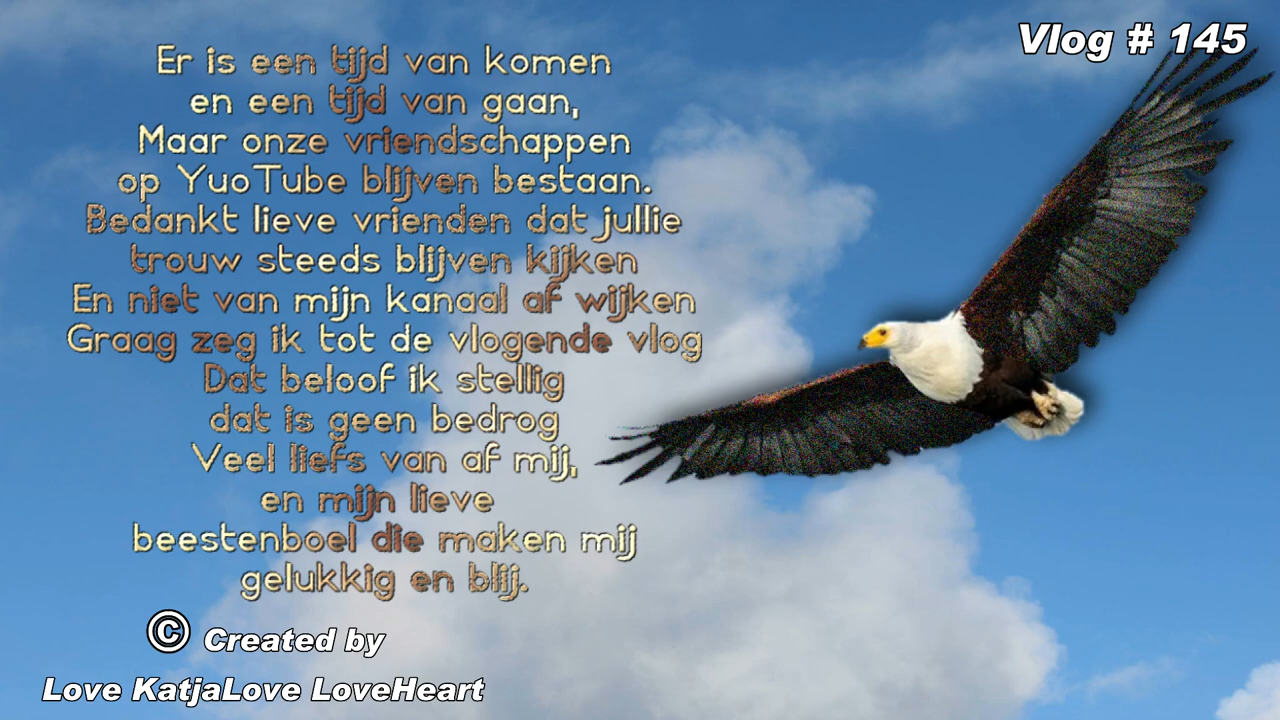 Vlog # 145
Er is een tijd van komen
en een tijd van gaan,
Maar onze vriendschappen
op YuoTube blijven bestaan.
Bedankt lieve vrienden dat jullie
trouw steeds blijven kijken
En niet van mijn kanaal af wijken
Graag zeg ik tot de vlogende vlog
Dat beloof ik stellig
dat is geen bedrog
Veel liefs van af mij,
en mijn lieve
beestenboel die maken mij
gelukkig en blij.
© Created by
Love KatjaLove LoveHeart